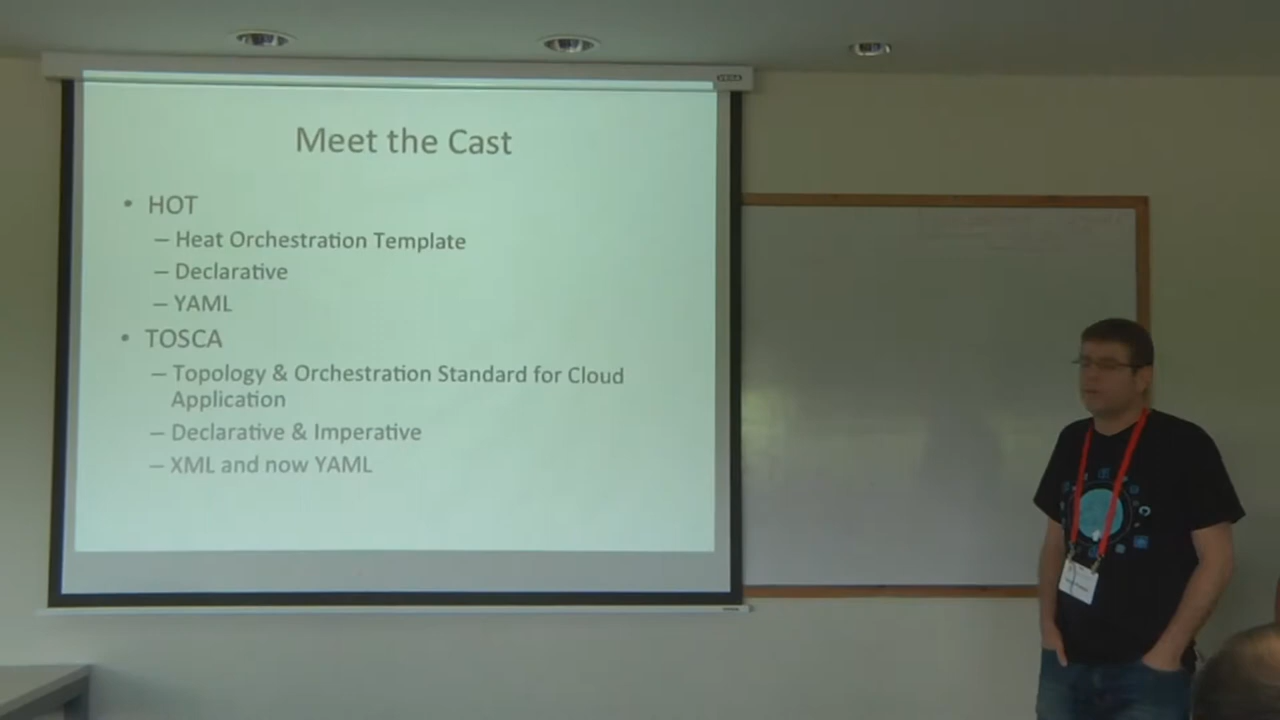 Meet the Cast
• HOT
– Heat Orchestration Template
– Declarative
– YAML
• TOSCA
– Topology & Orchestration Standard for Cloud
Application
– Declarative & Imperative
– XML and now YAML